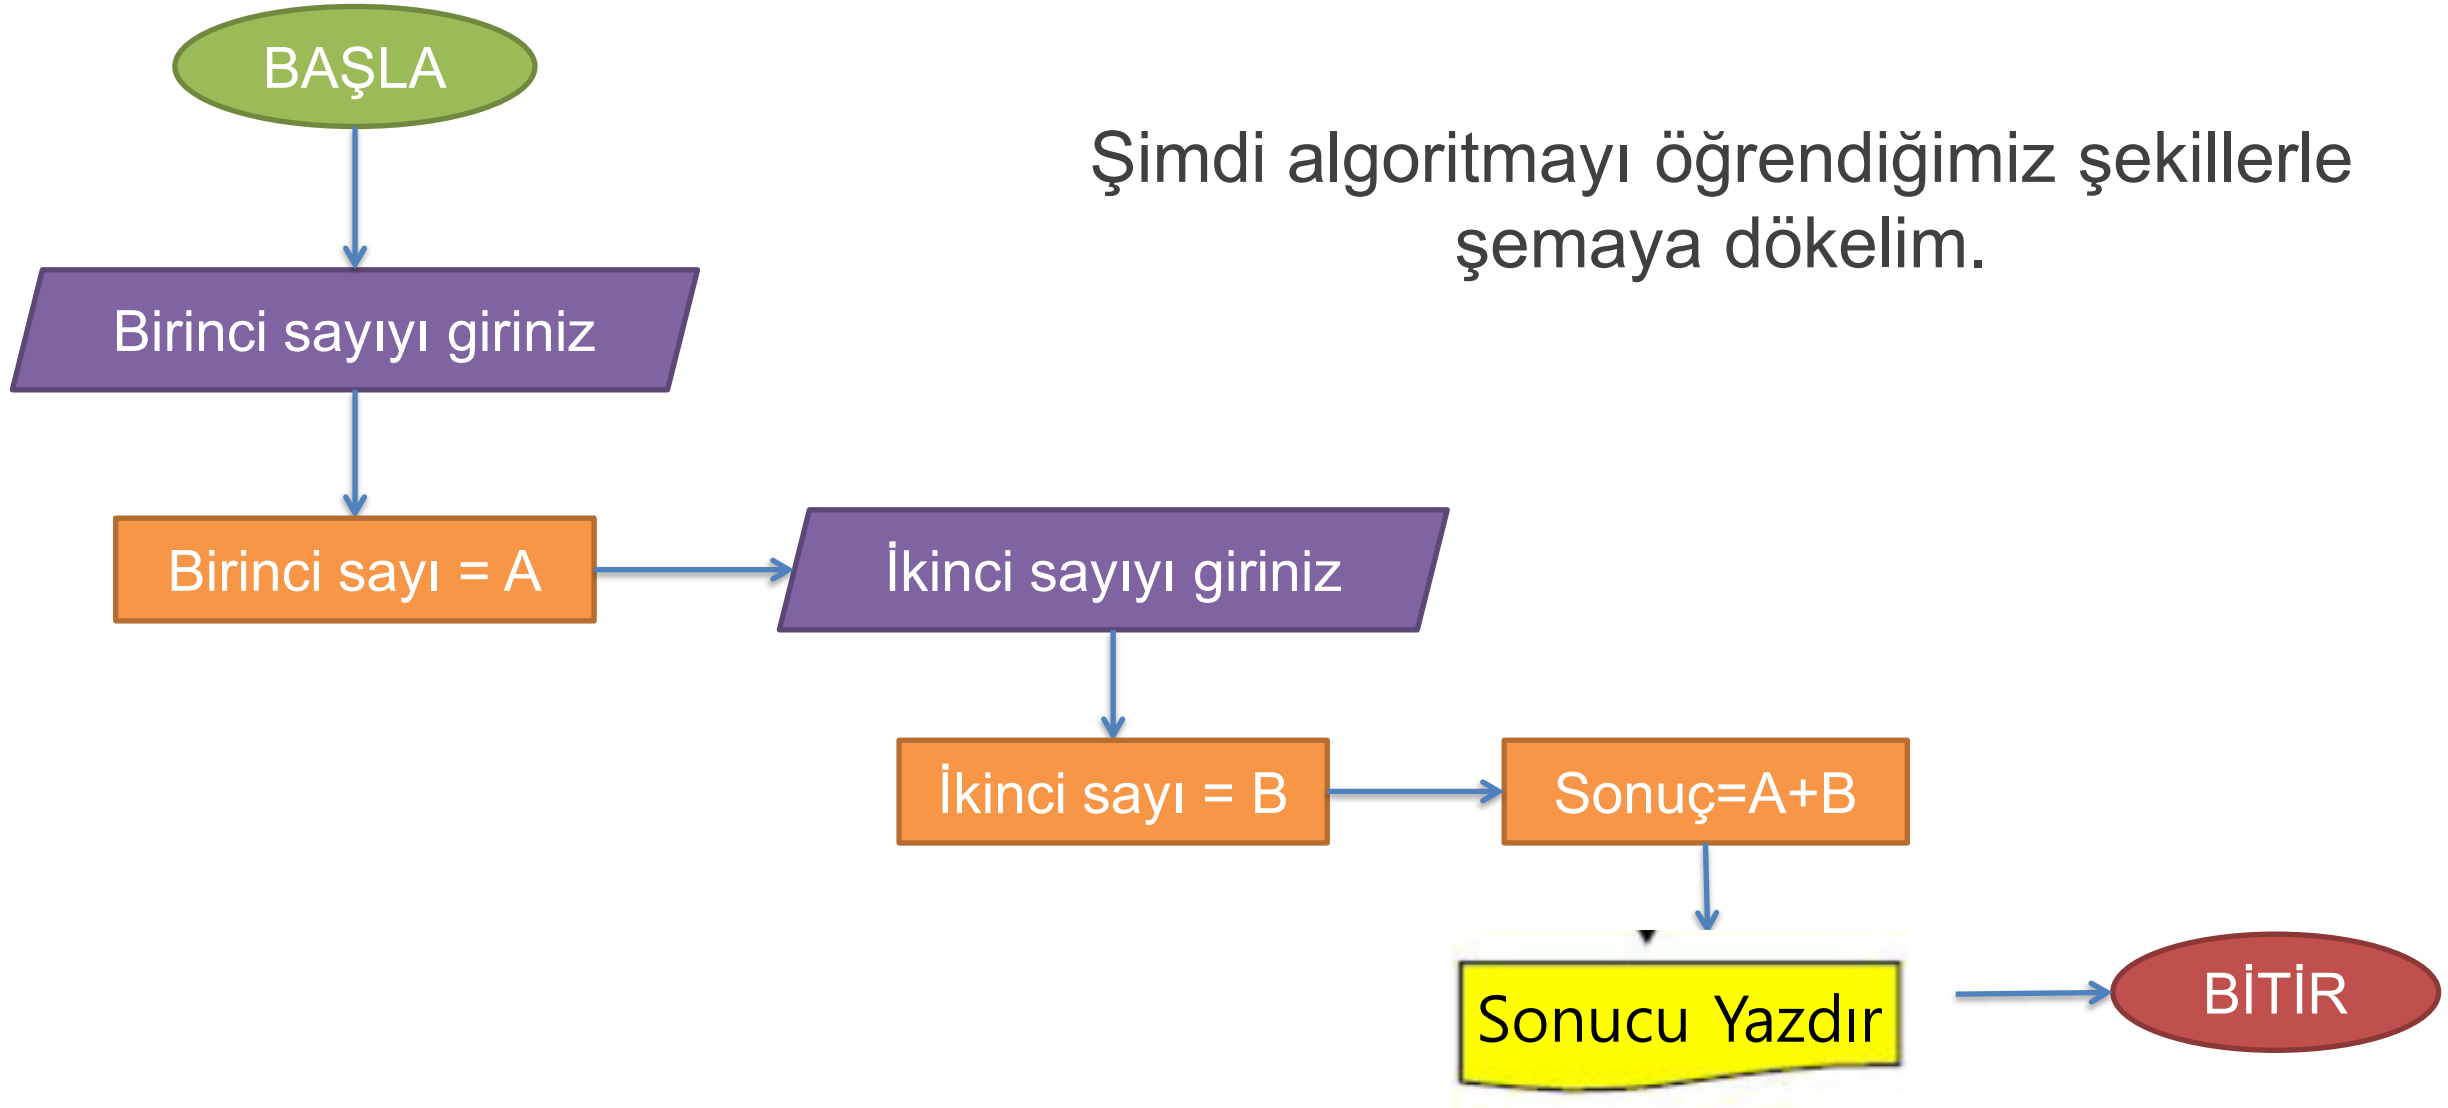 BAŞLA
Şimdi algoritmayı öğrendiğimiz şekillerle
şemaya dökelim.
Birinci sayıyı giriniz
Birinci sayı = A
İkinci sayıyı giriniz
İkinci sayı = B
Sonuç=A+B
Sonucu Yazdır
BİTİR